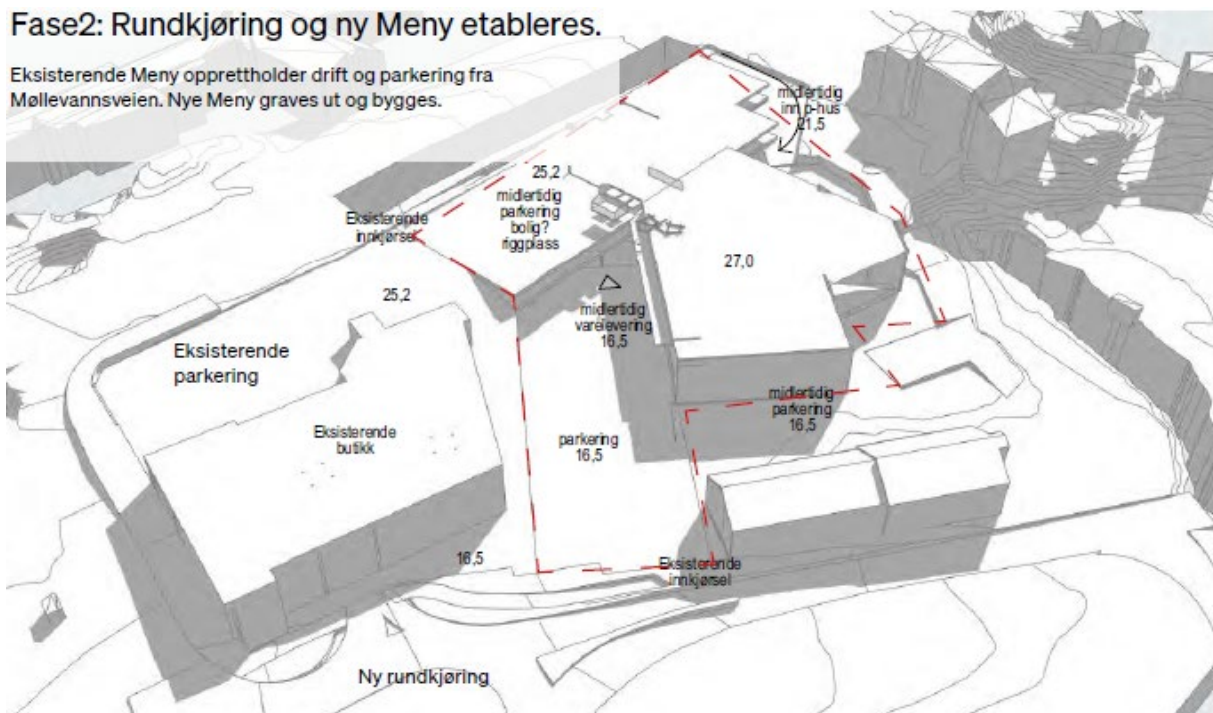 Fase2: Rundkjøring og ny Meny etableres.
Eksisterende Meny opprettholder drift og parkering fra
Møllevannsveien. Nye Meny graves ut og bygges.
midlertidig
inn p-hus
21,5
25,2
midlertidig
parkering
bolig?
riggplass
Eksisterende
innkjørsel
27,0
25,2
midlertidig
varelevering
16,5
Eksisterende
parkering
midlertidig
parkering
16,5
Eksisterende
butikk
parkering
16,5
16,5
Eksisterende
innkjørsel
Ny rundkjøring